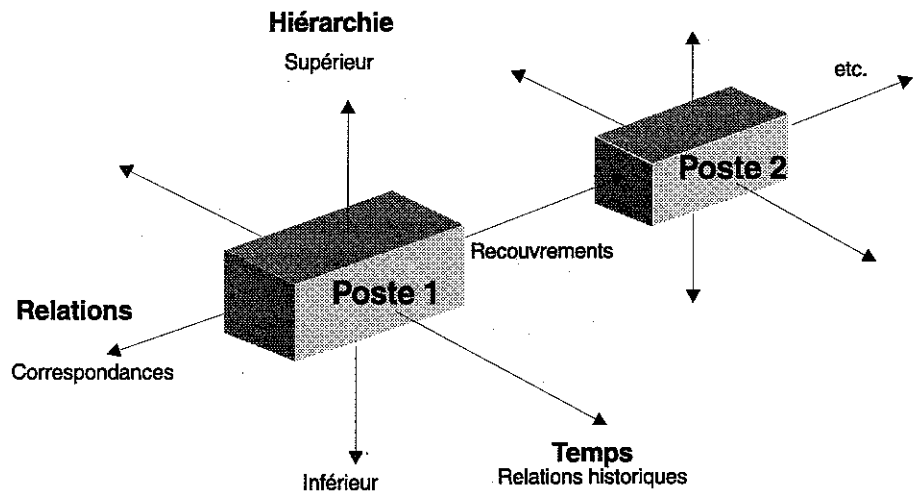 Hiérarchie
Supérieur
etc.
Poste 2
Recouvrements
Poste 1
Relations
Correspondances
Temps
Relations historiques
Inférieur